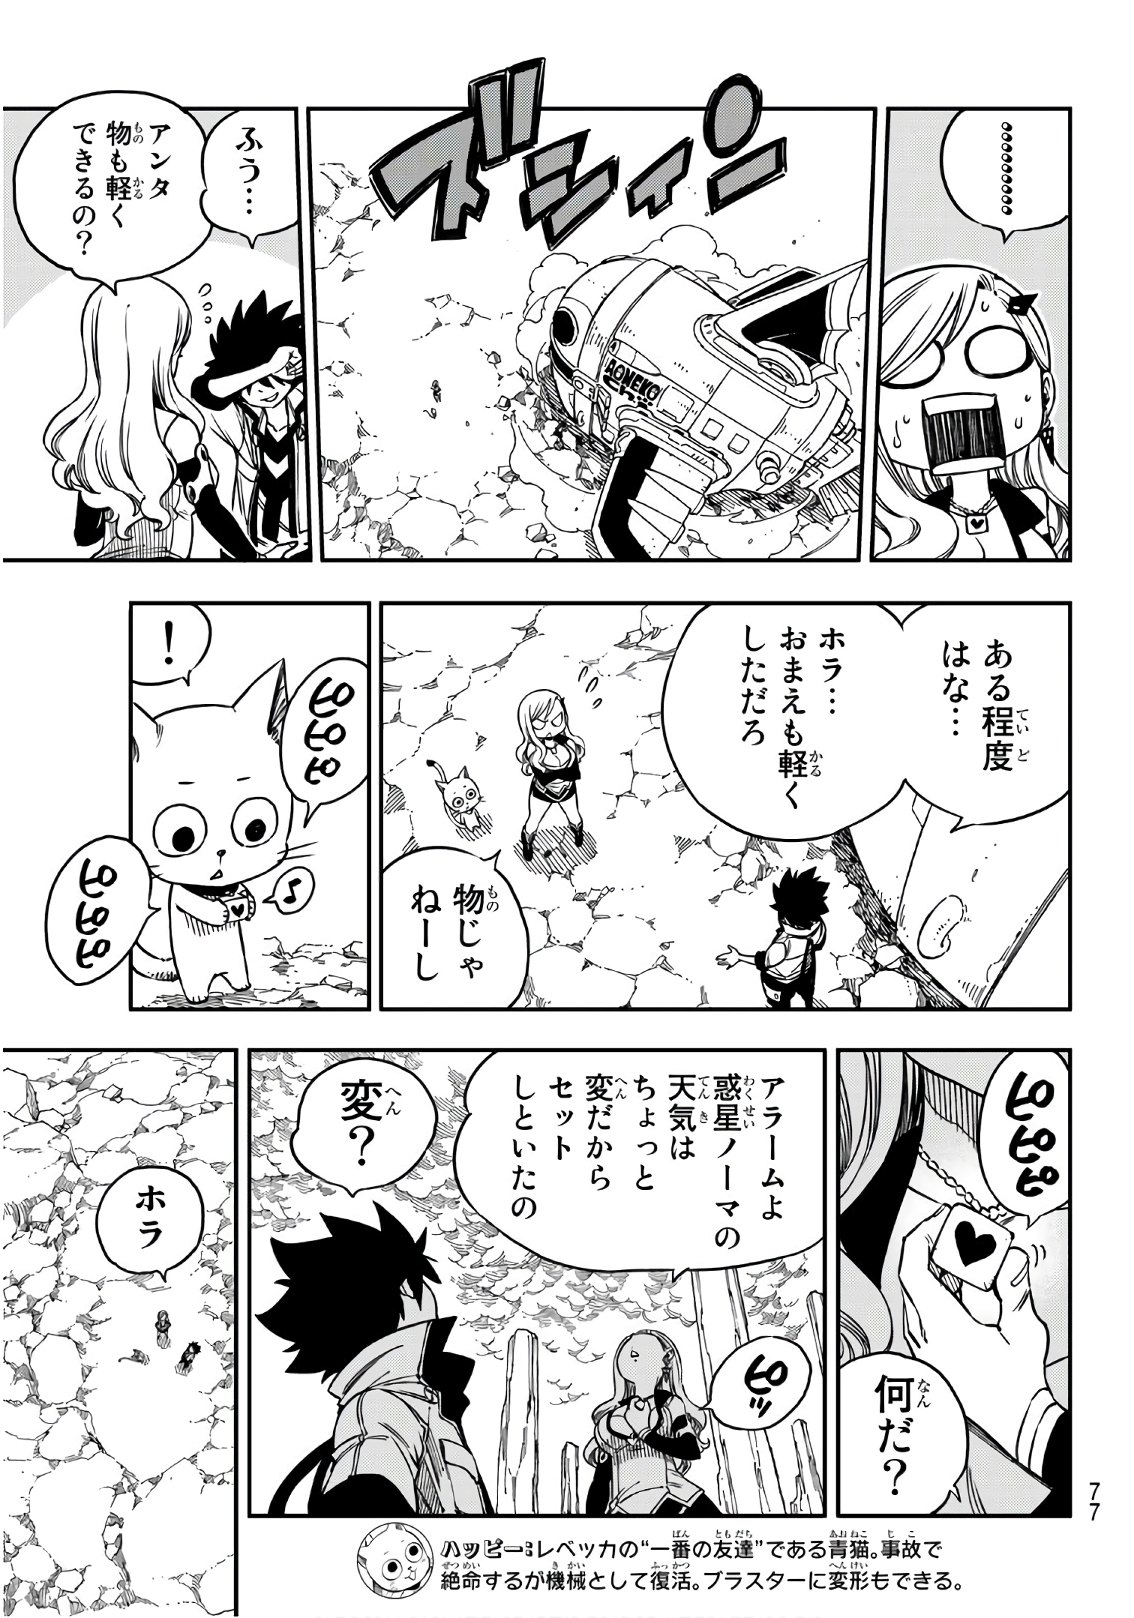 ・・・・・・・・・
ズシィン
AONEKO
ふう…
アンタ
物も軽く
できるの？
ある程度
はな…
ホラ…
おまえも軽く
しただろ
物じゃ
ねーし
ピピピ
！
♪
ピピピ
ピピピ
何だ？
アラームよ
惑星ノーマの
天気は
ちょっと
変だから
セット
しといたの
ピッ
変？
ホラ
77
ハッピー：レベッカの“一番の友達”である青猫。事故で
絶命するが機械として復活。ブラスターに変形もできる。